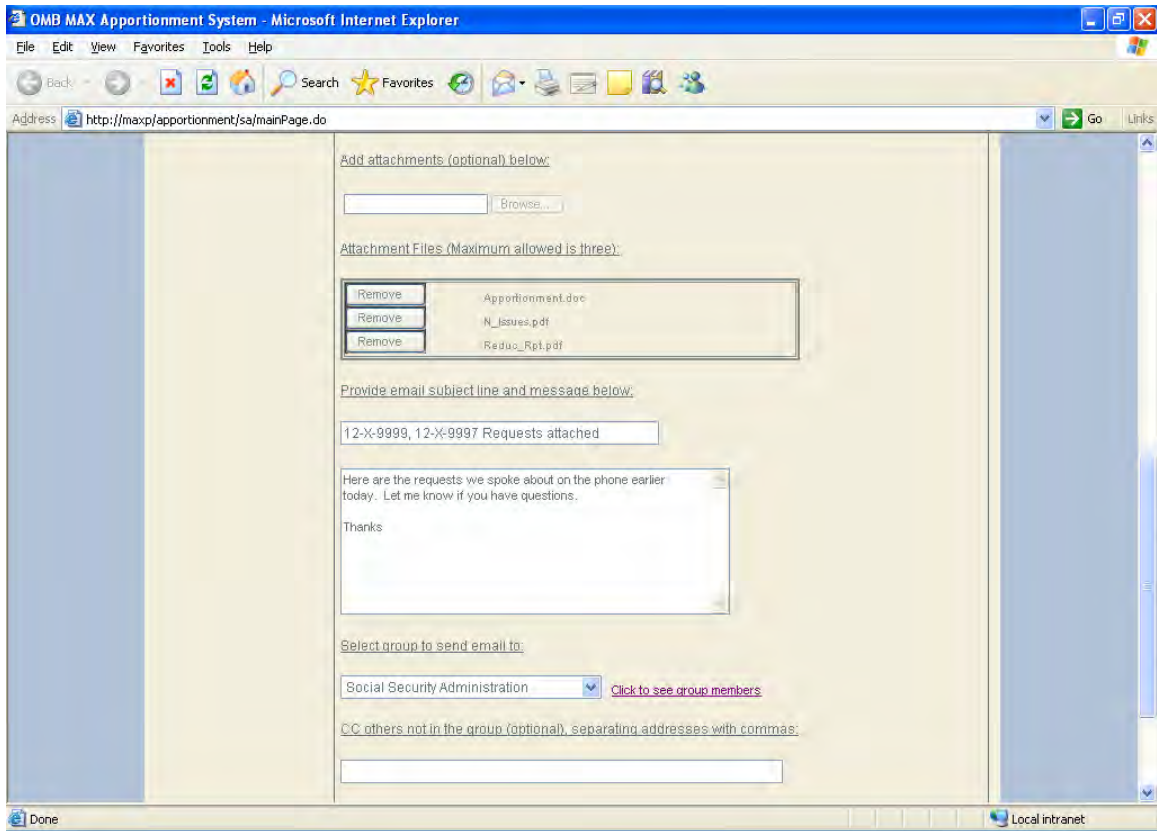 OMB MAX Apportionment System - Microsoft Internet Explorer
File Edit View Favorites Tools Help
Back Search Favorites
Address http://maxp/apportionment/sa/mainPage.do Go Links
Add attachments (optional) below:
Browse...
Attachment Files (Maximum allowed is three):
Remove Apportionment.doc
Remove N_Issues.pdf
Remove Reduc_Rpt.pdf
Provide email subject line and message below:
12-X-9999, 12-X-9997 Requests attached
Here are the requests we spoke about on the phone earlier
today. Let me know if you have questions.
Thanks
Select group to send email to:
Social Security Administration Click to see group members
CC others not in the group (optional), separating addresses with commas:
Done Local intranet